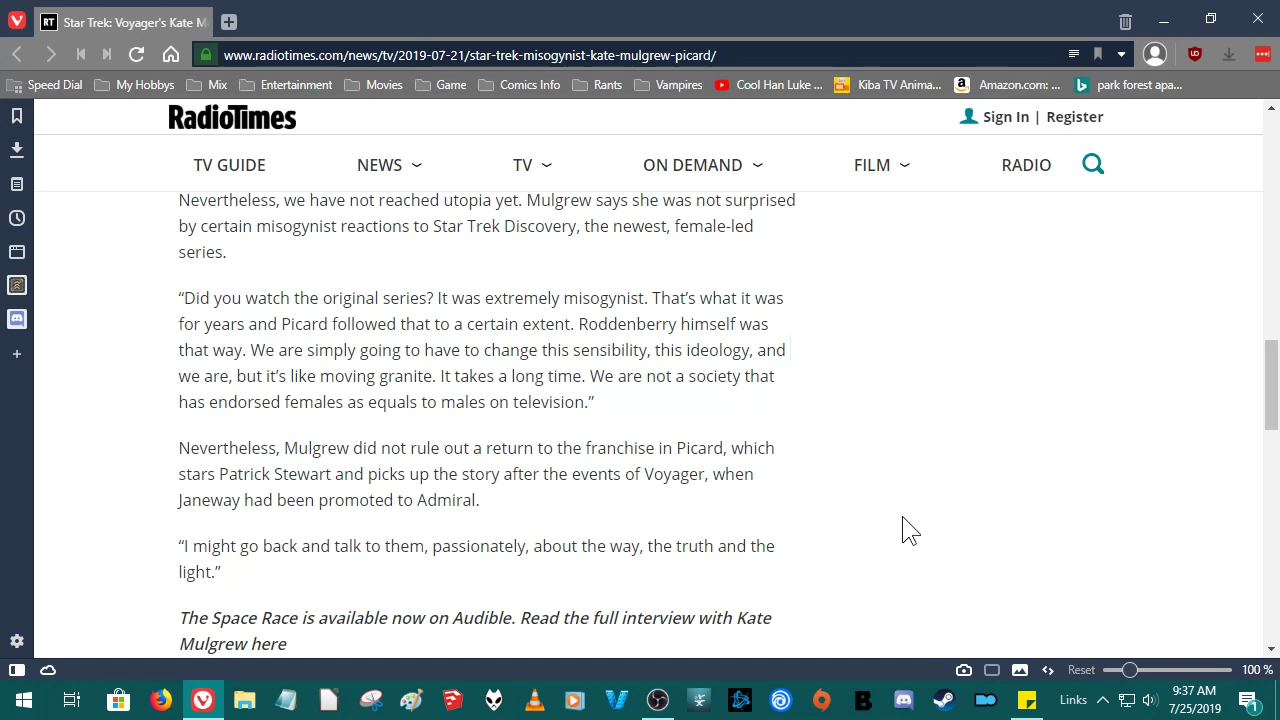 RT Star Trek: Voyager's Kate M
www.radiotimes.com/news/tv/2019-07-21/star-trek-misogynist-kate-mulgrew-picard/
Speed Dial My Hobbys Mix Entertainment Movies Game Comics Info Rants Vampires Cool Han Luke ... Kiba TV Anima... Amazon.com: ... park forest apa...
RadioTimes
Sign In | Register
TV GUIDE NEWS TV ON DEMAND FILM RADIO
Nevertheless, we have not reached utopia yet. Mulgrew says she was not surprised
by certain misogynist reactions to Star Trek Discovery, the newest, female-led
series.
“Did you watch the original series? It was extremely misogynist. That’s what it was
for years and Picard followed that to a certain extent. Roddenberry himself was
that way. We are simply going to have to change this sensibility, this ideology, and
we are, but it’s like moving granite. It takes a long time. We are not a society that
has endorsed females as equals to males on television.”
Nevertheless, Mulgrew did not rule out a return to the franchise in Picard, which
stars Patrick Stewart and picks up the story after the events of Voyager, when
Janeway had been promoted to Admiral.
“I might go back and talk to them, passionately, about the way, the truth and the
light.”
The Space Race is available now on Audible. Read the full interview with Kate
Mulgrew here
Reset 100 %
Links 9:37 AM
7/25/2019 1